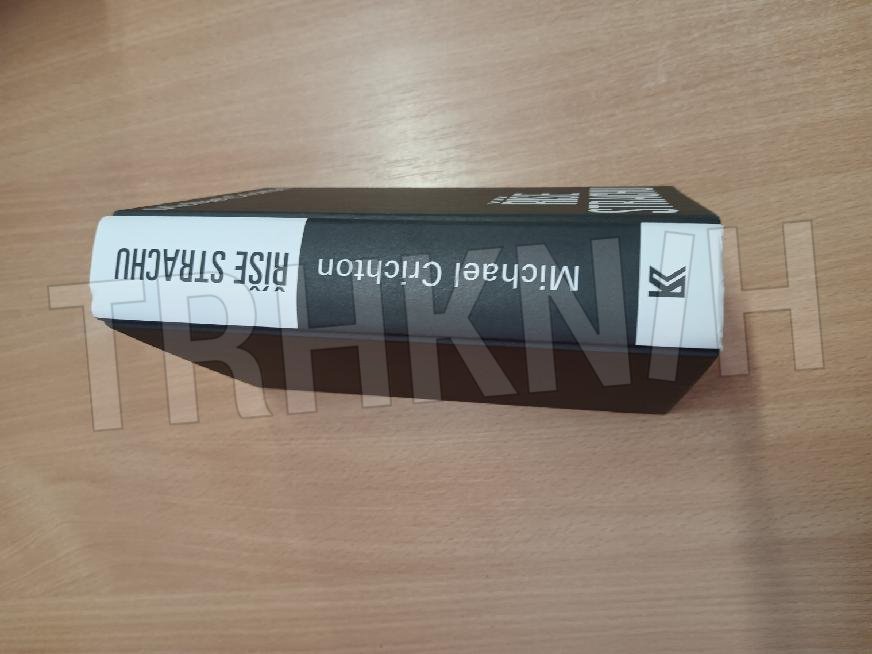 Michael Crichton
ŘÍŠE STRACHU
TRHKNIH